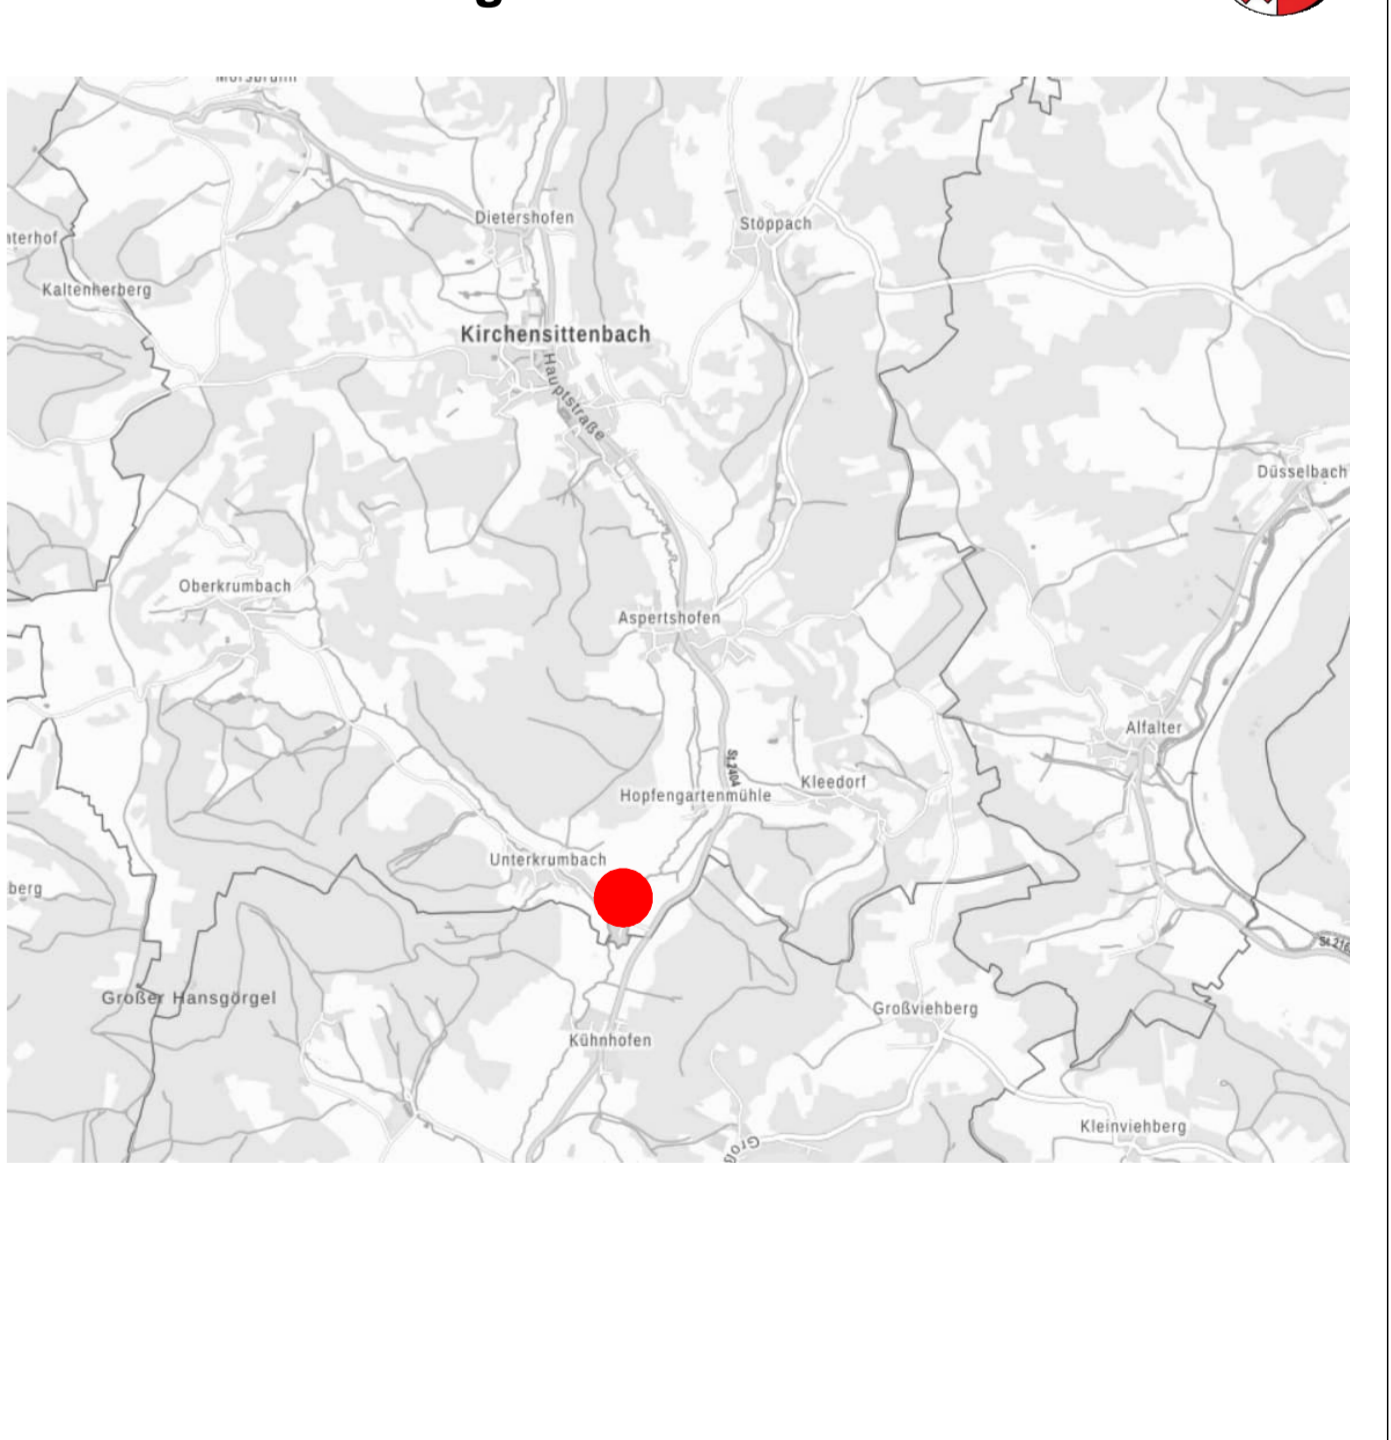 Dietershofen
Stöppach
Kaltenherberg
Kirchensittenbach
Hauptstraße
Düsselbach
Oberkrumbach
Aspertshofen
Alfalter
St 2404
Kleedorf
Hopfengartenmühle
Unterkrumbach
berg
Großer Hansgörgel
Großviehberg
Kühnhofen
Kleinviehberg